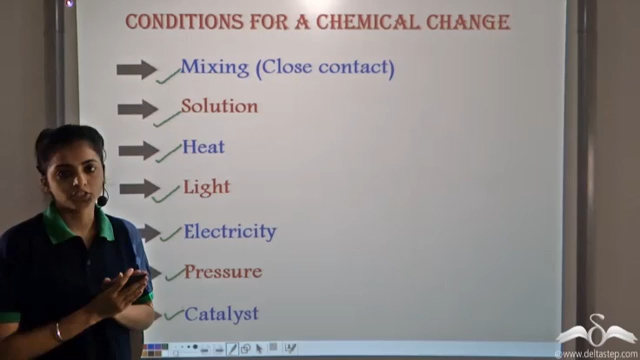 CONDITIONS FOR A CHEMICAL CHANGE
Mixing (Close contact)
Solution
Heat
Light
Electricity
Pressure
Catalyst
©www.deltastep.com